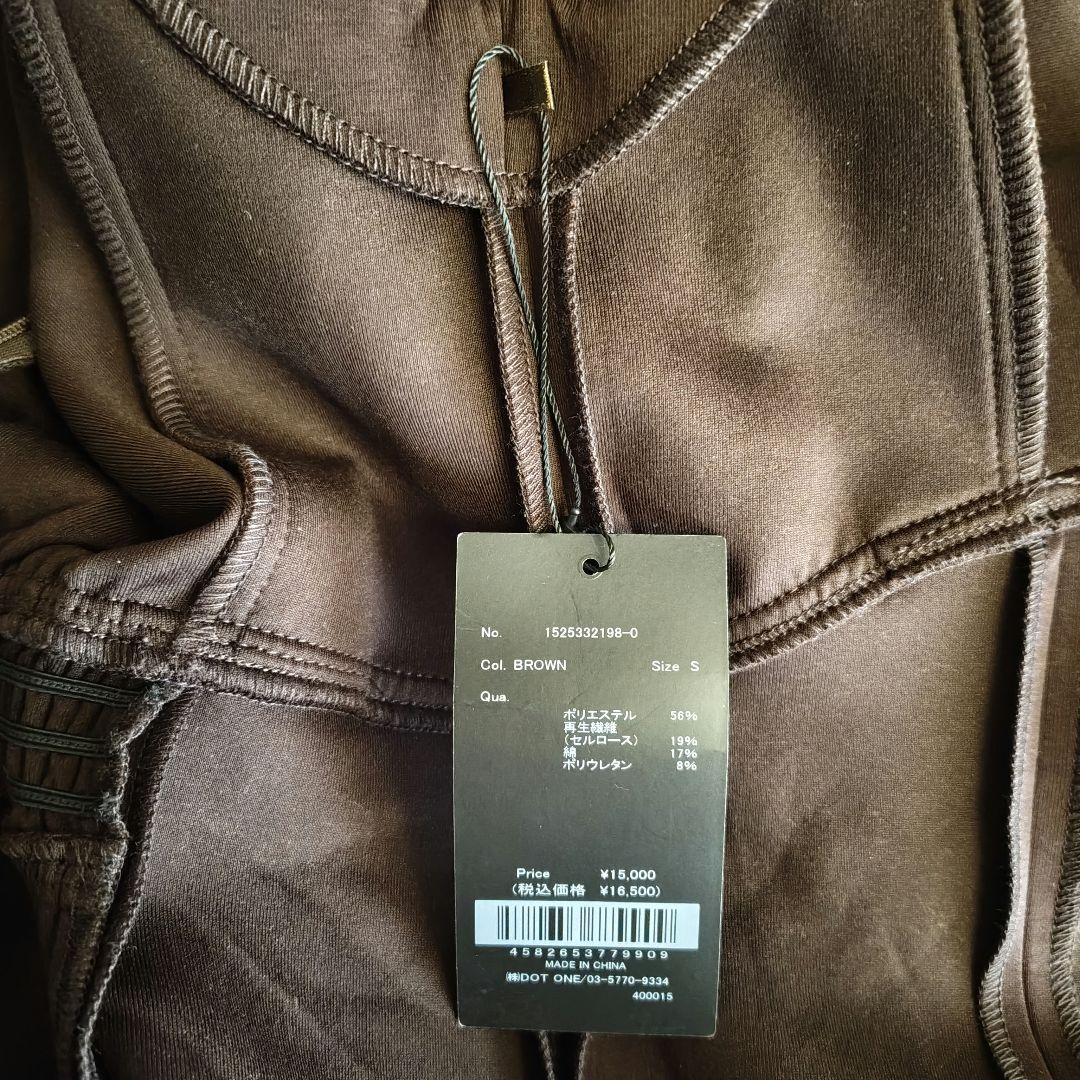 No. 1525332198-0
Col. BROWN Size S
Qua.
ポリエステル 56%
再生繊維
(セルロース) 19%
綿 17%
ポリウレタン 8%
Price ¥15,000
(税込価格 ¥16,500)
4582653779909
MADE IN CHINA
㈱DOT ONE/03-5770-9334
400015